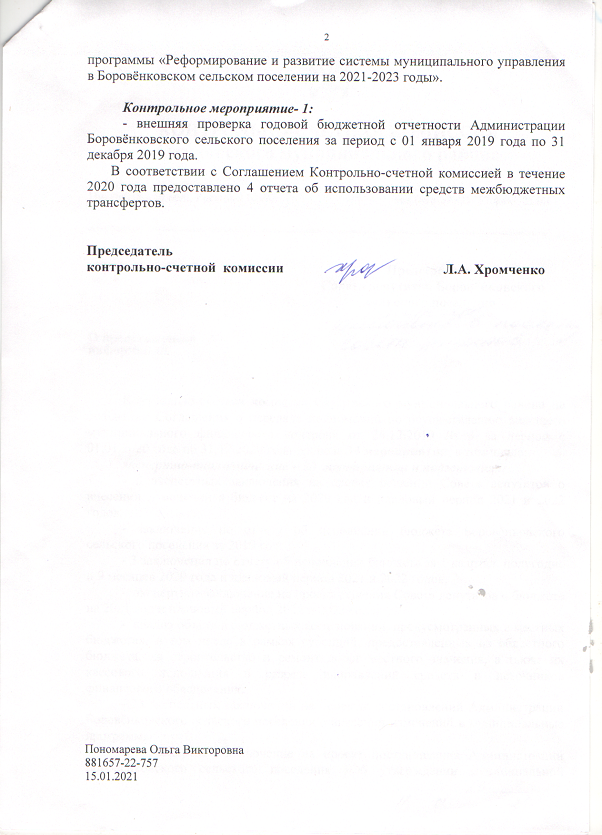 2
программы «Реформирование и развитие системы муниципального управления
в Боровёнковском сельском поселении на 2021-2023 годы».
Контрольное мероприятие- 1:
- внешняя проверка годовой бюджетной отчетности Администрации
Боровёнковского сельского поселения за период с 01 января 2019 года по 31
декабря 2019 года.
В соответствии с Соглашением Контрольно-счетной комиссией в течение
2020 года предоставлено 4 отчета об использовании средств межбюджетных
трансфертов.
Председатель
контрольно-счетной комиссии Л.А. Хромченко
Пономарева Ольга Викторовна
881657-22-757
15.01.2021